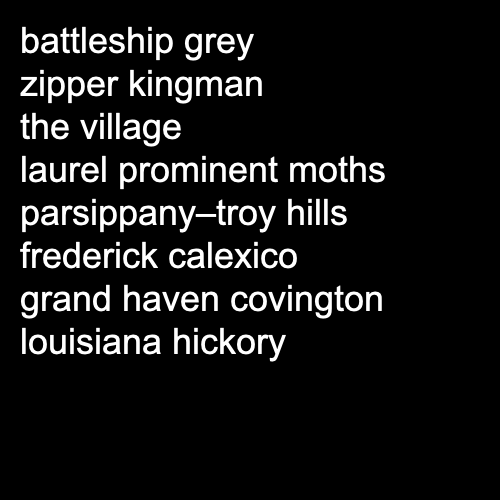 battleship grey
zipper kingman
the village
laurel prominent moths
parsippany–troy hills
frederick calexico
grand haven covington
louisiana hickory